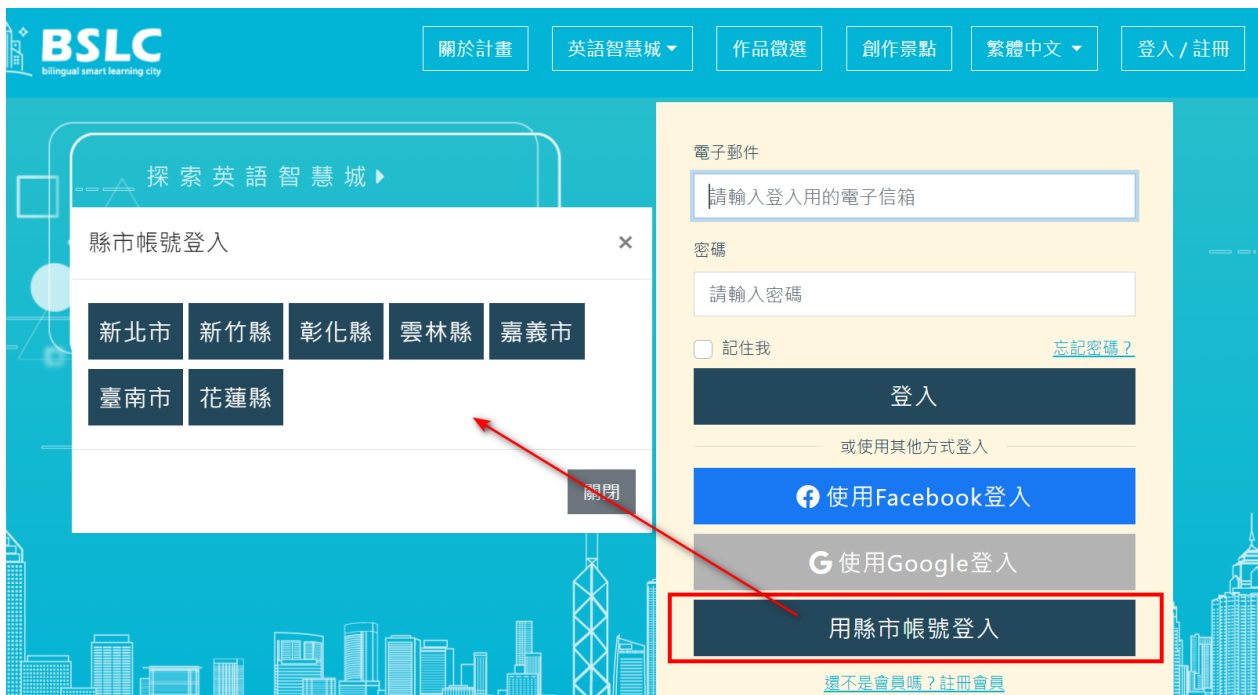 BSLC
bilingual smart learning city
關於計畫
英語智慧城
作品徵選
創作景點
繁體中文
登入 / 註冊
探索英語智慧城
縣市帳號登入
×
新北市 新竹縣 彰化縣 雲林縣 嘉義市
臺南市 花蓮縣
關閉
電子郵件
請輸入登入用的電子信箱
密碼
請輸入密碼
記住我
忘記密碼？
登入
或使用其他方式登入
使用Facebook登入
使用Google登入
用縣市帳號登入
還不是會員嗎？註冊會員